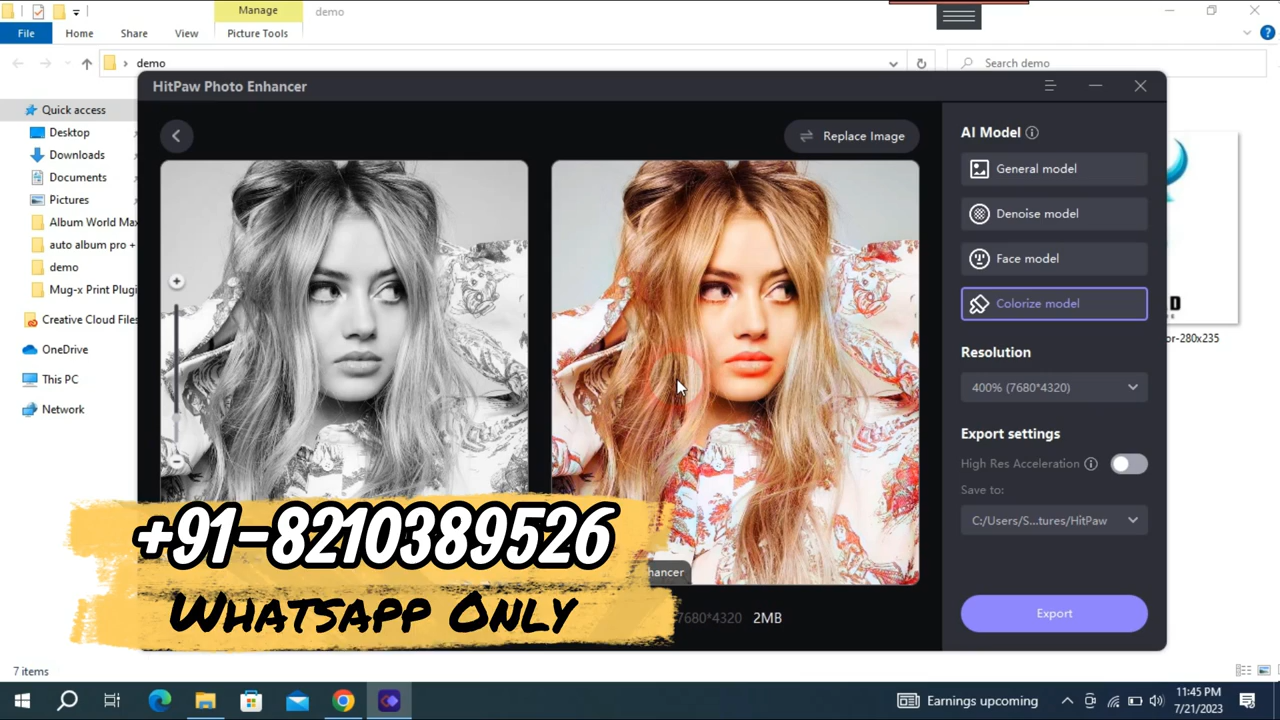 Manage
demo
File
Home
Share
View
Picture Tools
demo
Search demo
HitPaw Photo Enhancer
Quick access
Desktop
Downloads
Documents
Pictures
Album World Max
auto album pro +
demo
Mug-x Print Plugi
Creative Cloud Files
OneDrive
This PC
Network
Replace Image
AI Model
General model
Denoise model
Face model
Colorize model
Resolution
400% (7680*4320)
Export settings
High Res Acceleration
Save to:
C:/Users/S...tures/HitPaw
Export
D
or-280x235
hancer
7680*4320 2MB
+91-8210389526
Whatsapp Only
7 items
Earnings upcoming
11:45 PM
7/21/2023